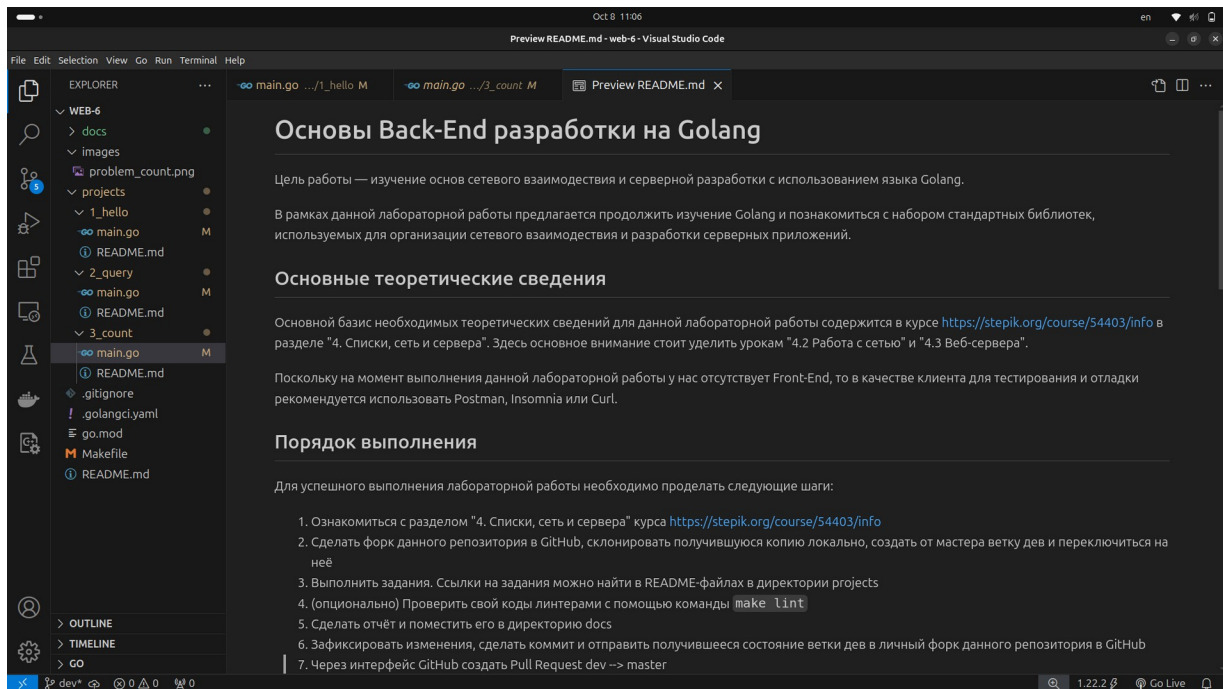 Oct 8 11:06
en
Preview README.md - web-6 - Visual Studio Code
File Edit Selection View Go Run Terminal Help
EXPLORER
main.go .../1_hello M
main.go .../3_count M
Preview README.md
WEB-6
docs
images
problem_count.png
projects
1_hello
main.go M
README.md
2_query
main.go M
README.md
3_count
main.go M
README.md
.gitignore
.golangci.yaml
go.mod
Makefile
README.md
5
OUTLINE
TIMELINE
GO
Основы Back-End разработки на Golang
Цель работы — изучение основ сетевого взаимодествия и серверной разработки с использованием языка Golang.
В рамках данной лабораторной работы предлагается продолжить изучение Golang и познакомиться с набором стандартных библиотек,
используемых для организации сетевого взаимодествия и разработки серверных приложений.
Основные теоретические сведения
Основной базис необходимых теоретических сведений для данной лабораторной работы содержится в курсе https://stepik.org/course/54403/info в
разделе "4. Списки, сеть и сервера". Здесь основное внимание стоит уделить урокам "4.2 Работа с сетью" и "4.3 Веб-сервера".
Поскольку на момент выполнения данной лабораторной работы у нас отсутствует Front-End, то в качестве клиента для тестирования и отладки
рекомендуется использовать Postman, Insomnia или Curl.
Порядок выполнения
Для успешного выполнения лабораторной работы необходимо проделать следующие шаги:
1. Ознакомиться с разделом "4. Списки, сеть и сервера" курса https://stepik.org/course/54403/info
2. Сделать форк данного репозитория в GitHub, склонировать получившуюся копию локально, создать от мастера ветку дев и переключиться на
неё
3. Выполнить задания. Ссылки на задания можно найти в README-файлах в директории projects
4. (опционально) Проверить свой коды линтерами с помощью команды make lint
5. Сделать отчёт и поместить его в директорию docs
6. Зафиксировать изменения, сделать коммит и отправить получившееся состояние ветки дев в личный форк данного репозитория в GitHub
7. Через интерфейс GitHub создать Pull Request dev --> master
dev* 0 0 0
1.22.2 Go Live